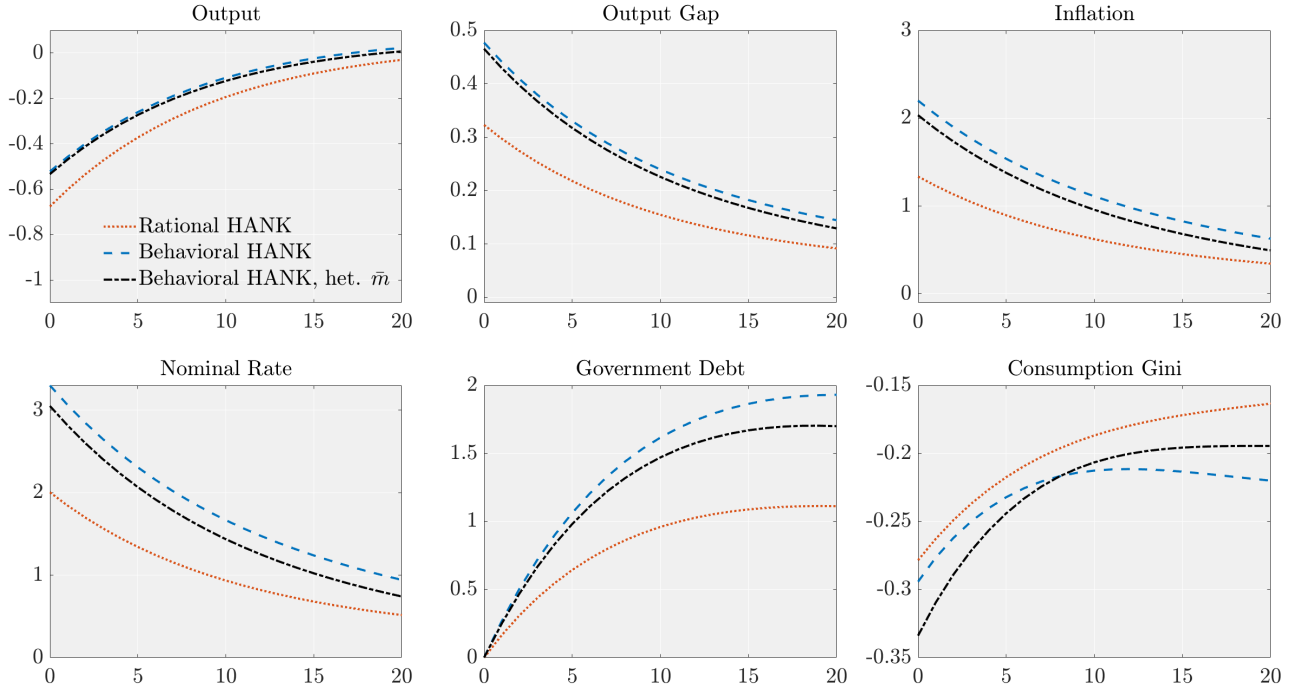 Output
0
-0.2
-0.4
-0.6
-0.8
-1
Rational HANK
Behavioral HANK
Behavioral HANK, het. m̄
0 5 10 15 20
Output Gap
0.5
0.4
0.3
0.2
0.1
0
0 5 10 15 20
Inflation
3
2
1
0
0 5 10 15 20
Nominal Rate
3
2
1
0
0 5 10 15 20
Government Debt
2
1.5
1
0.5
0
0 5 10 15 20
Consumption Gini
-0.15
-0.2
-0.25
-0.3
-0.35
0 5 10 15 20